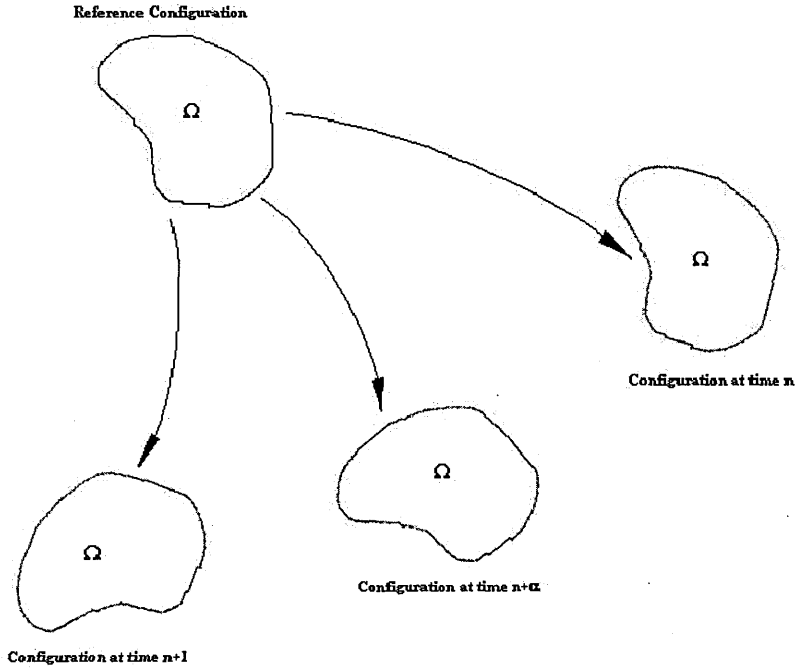 Reference Configuration
Ω
Ω
Configuration at time n
Ω
Configuration at time n+α
Ω
Configuration at time n+1